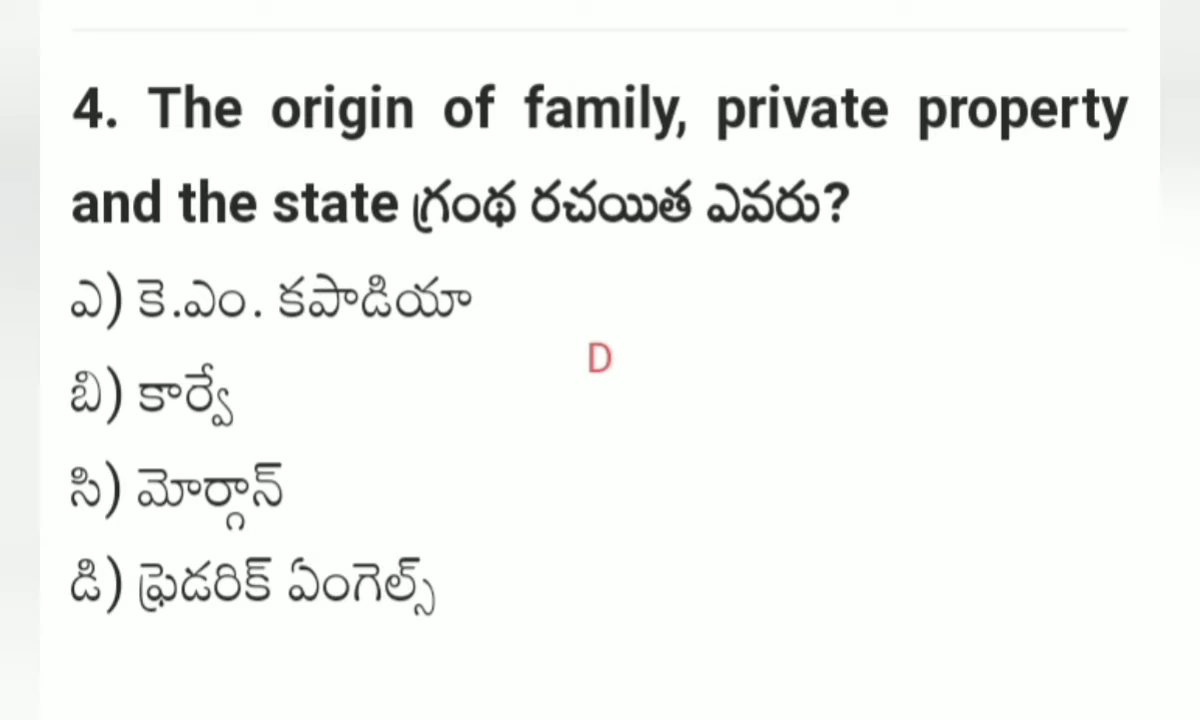 4. The origin of family, private property
and the state గ్రంథ రచయిత ఎవరు?
ఎ) కె.ఎం. కపాడియా
D
బి) కార్వే
సి) మోర్గాన్
డి) ఫ్రెడరిక్ ఏంగెల్స్